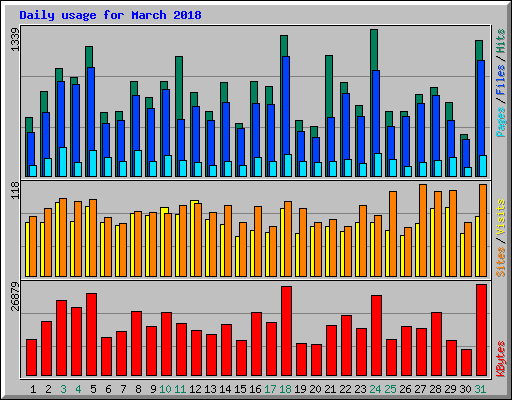 Daily usage for March 2018
1339
Pages/Files/Hits
118
Sites/Visits
26879
KBytes
1 2 3 4 5 6 7 8 9 10 11 12 13 14 15 16 17 18 19 20 21 22 23 24 25 26 27 28 29 30 31